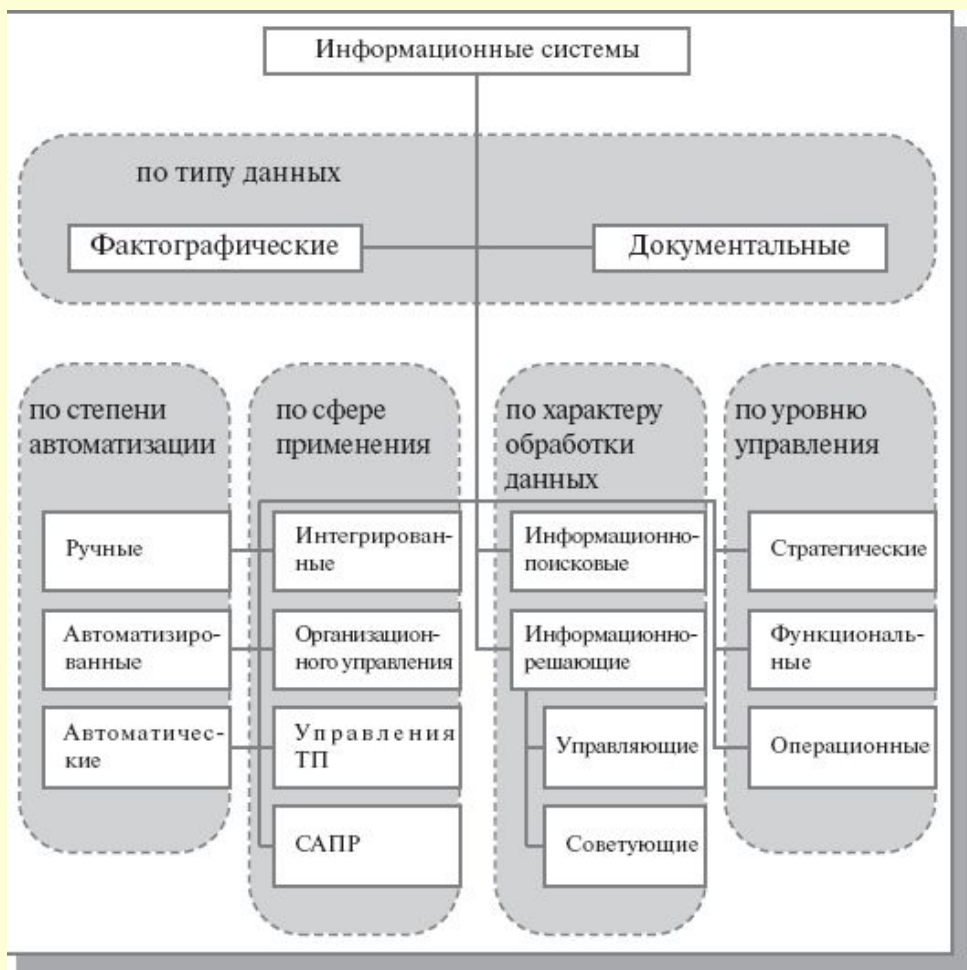 Информационные системы
по типу данных
Фактографические
Документальные
по степени
автоматизации
Ручные
Автоматизиро-
ванные
Автоматичес-
кие
по сфере
применения
Интегрирован-
ные
Организацион-
ного управления
Управления
ТП
САПР
по характеру
обработки
данных
Информационно-
поисковые
Информационно-
решающие
Управляющие
Советующие
по уровню
управления
Стратегические
Функциональ-
ные
Операционные